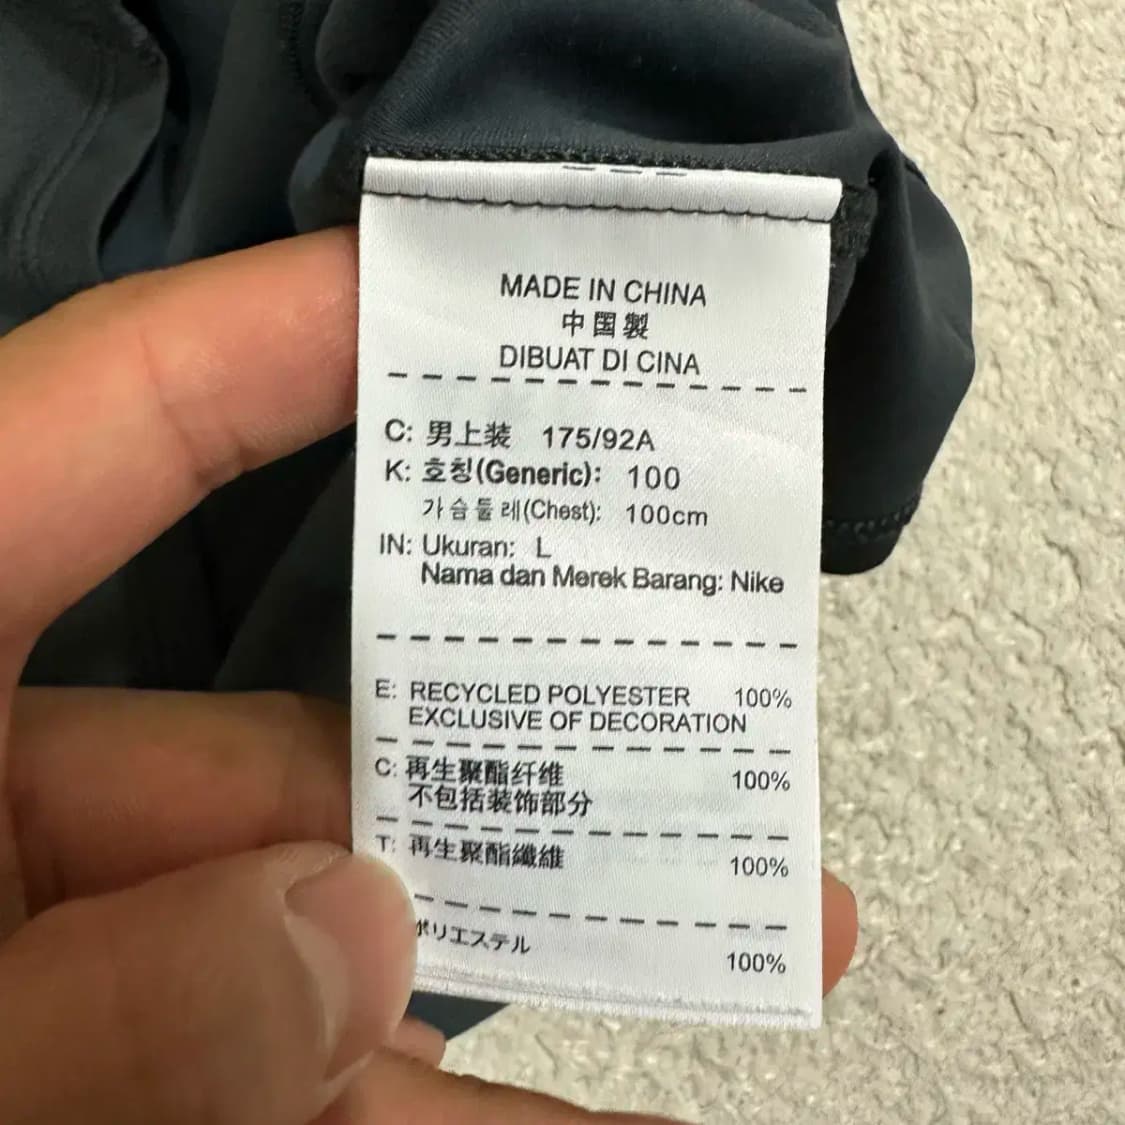 MADE IN CHINA
中国製
DIBUAT DI CINA
C: 男上装 175/92A
K: 호칭(Generic): 100
가슴둘레(Chest): 100cm
IN: Ukuran: L
Nama dan Merek Barang: Nike
E: RECYCLED POLYESTER 100%
EXCLUSIVE OF DECORATION
C: 再生聚酯纤维 100%
不包括装饰部分
T: 再生聚酯纖維 100%
ポリエステル 100%